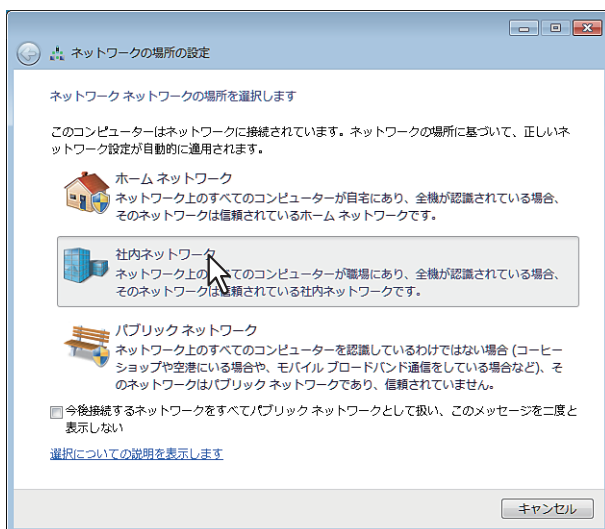 ネットワークの場所の設定
ネットワーク ネットワークの場所を選択します
このコンピューターはネットワークに接続されています。ネットワークの場所に基づいて、正しいネ
ットワーク設定が自動的に適用されます。
ホーム ネットワーク
ネットワーク上のすべてのコンピューターが自宅にあり、全機が認識されている場合、
そのネットワークは信頼されているホーム ネットワークです。
社内ネットワーク
ネットワーク上のすべてのコンピューターが職場にあり、全機が認識されている場合、
そのネットワークは信頼されている社内ネットワークです。
パブリック ネットワーク
ネットワーク上のすべてのコンピューターを認識しているわけではない場合 (コーヒー
ショップや空港にいる場合や、モバイル ブロードバンド通信をしている場合など)、そ
のネットワークはパブリック ネットワークであり、信頼されていません。
今後接続するネットワークをすべてパブリック ネットワークとして扱い、このメッセージを二度と
表示しない
選択についての説明を表示します
キャンセル